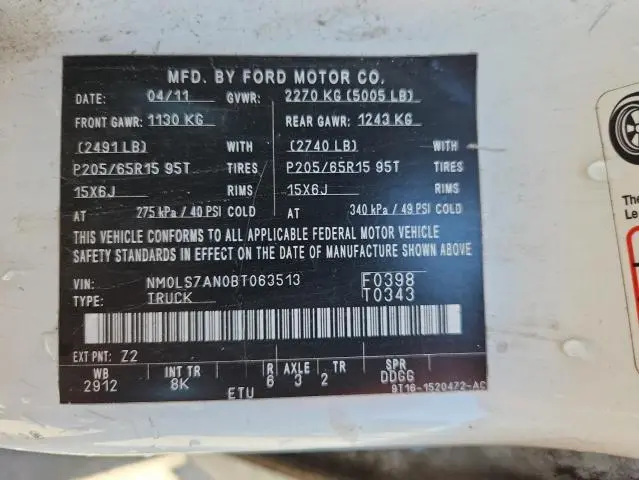 MFD. BY FORD MOTOR CO.
DATE: 04/11 GVWR: 2270 KG (5005 LB)
FRONT GAWR: 1130 KG REAR GAWR: 1243 KG
(2491 LB) WITH (2740 LB) WITH
P205/65R15 95T TIRES P205/65R15 95T TIRES
15X6J RIMS 15X6J RIMS
AT 275 kPa / 40 PSI COLD AT 340 kPa / 49 PSI COLD
THIS VEHICLE CONFORMS TO ALL APPLICABLE FEDERAL MOTOR VEHICLE
SAFETY STANDARDS IN EFFECT ON THE DATE OF MANUFACTURE SHOWN ABOVE.
VIN: NM0LS7AN0BT063513 F0398
TYPE: TRUCK T0343
EXT PNT: Z2
WB INT TR R AXLE TR SPR
2912 8K 6 3 2 DDGG
ETU 9T16-1520472-AC
The
Le